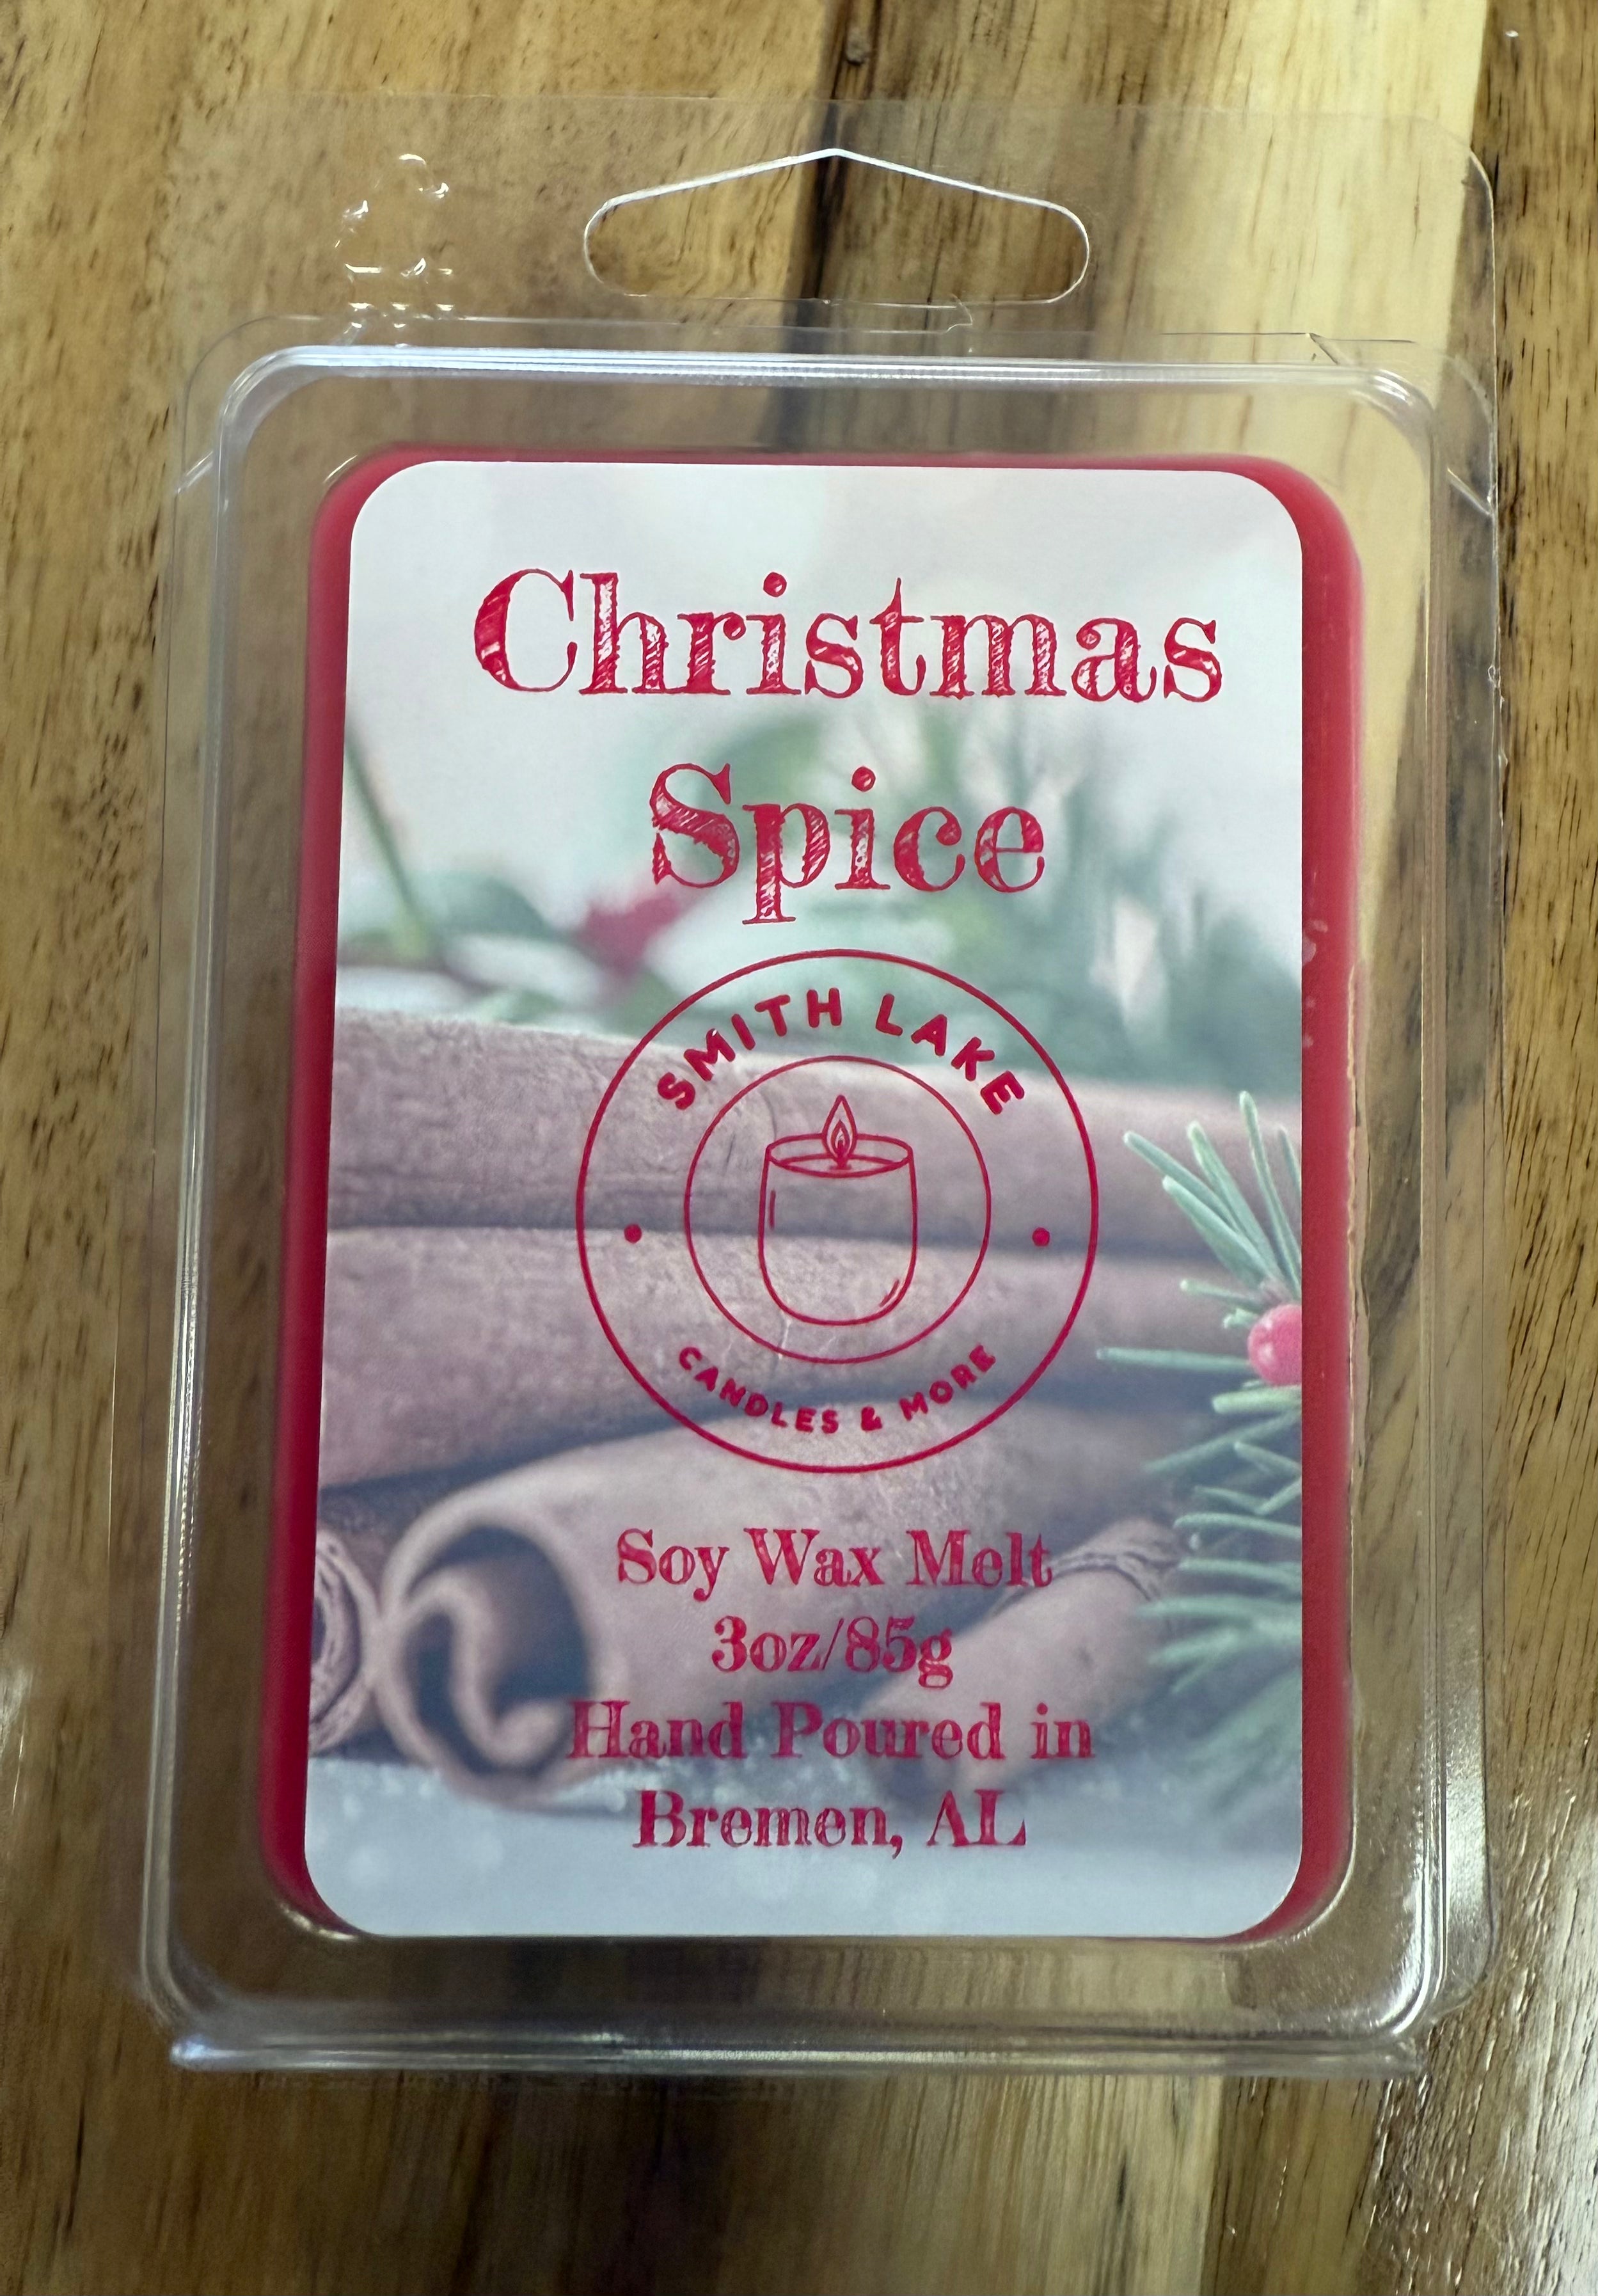 Christmas
Spice
SMITH LAKE
CANDLES & MORE
Soy Wax Melt
3oz/85g
Hand Poured in
Bremen, AL